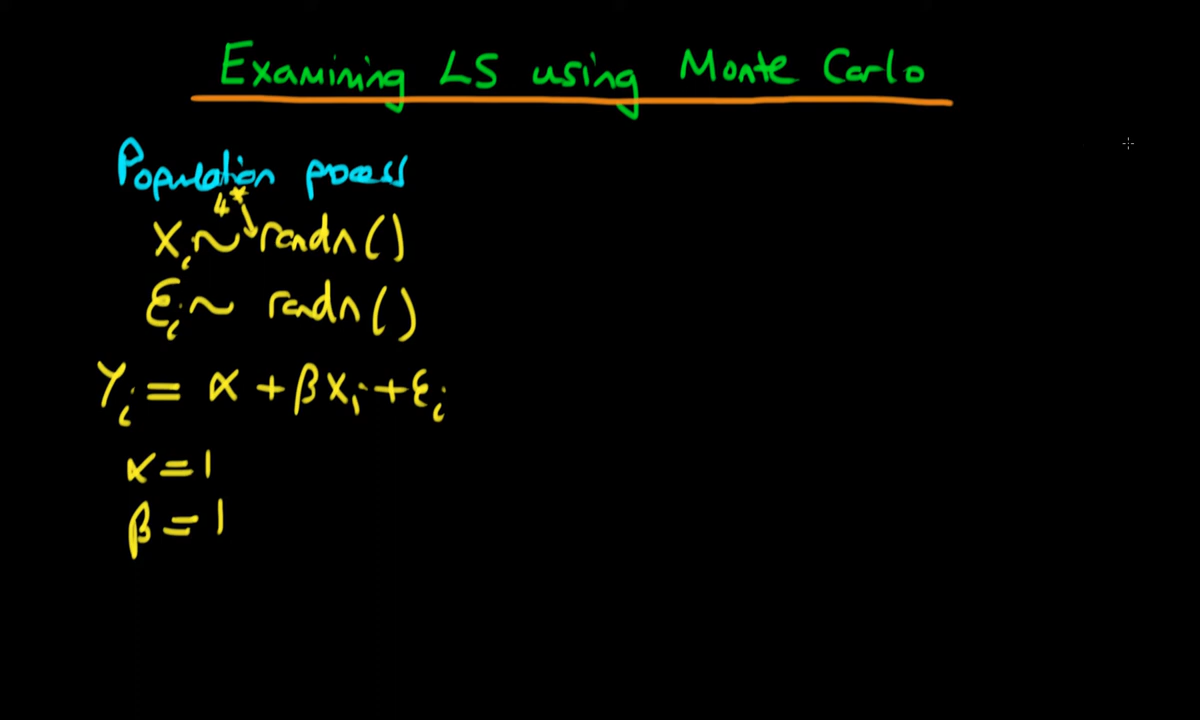 Examining LS using Monte Carlo
Population process
4*
Xᵢ ~ randn()
εᵢ ~ randn()
Yᵢ = α + βXᵢ + εᵢ
α = 1
β = 1